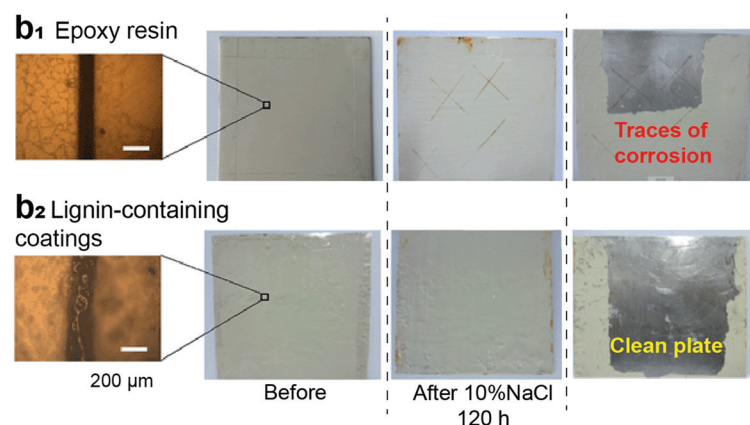 b₁ Epoxy resin
Traces of
corrosion
b₂ Lignin-containing
coatings
Clean plate
200 μm
Before
After 10%NaCl
120 h